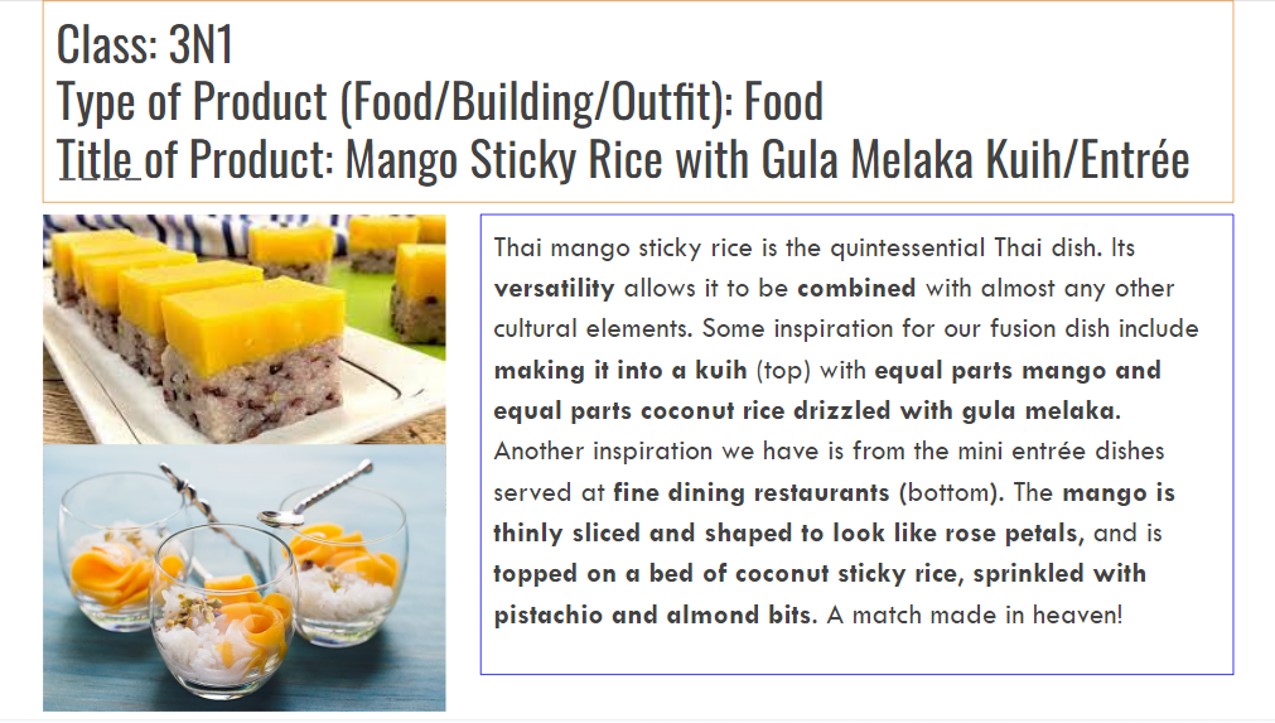 Class: 3N1
Type of Product (Food/Building/Outfit): Food
Title of Product: Mango Sticky Rice with Gula Melaka Kuih/Entrée
Thai mango sticky rice is the quintessential Thai dish. Its
versatility allows it to be combined with almost any other
cultural elements. Some inspiration for our fusion dish include
making it into a kuih (top) with equal parts mango and
equal parts coconut rice drizzled with gula melaka.
Another inspiration we have is from the mini entrée dishes
served at fine dining restaurants (bottom). The mango is
thinly sliced and shaped to look like rose petals, and is
topped on a bed of coconut sticky rice, sprinkled with
pistachio and almond bits. A match made in heaven!